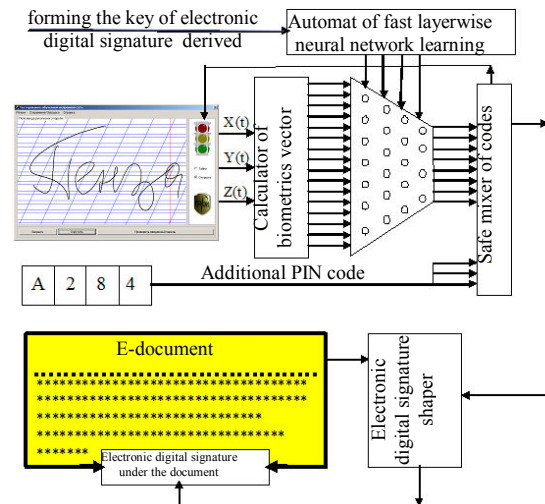 forming the key of electronic
digital signature derived
Automat of fast layerwise
neural network learning
X(t)
Y(t)
Z(t)
Calculator of
biometrics vector
Safe mixer of codes
Пенза
A 2 8 4
Additional PIN code
E-document
************************************
************************************
******************************
*********************************
*******
Electronic digital signature
under the document
Electronic
digital signature
shaper